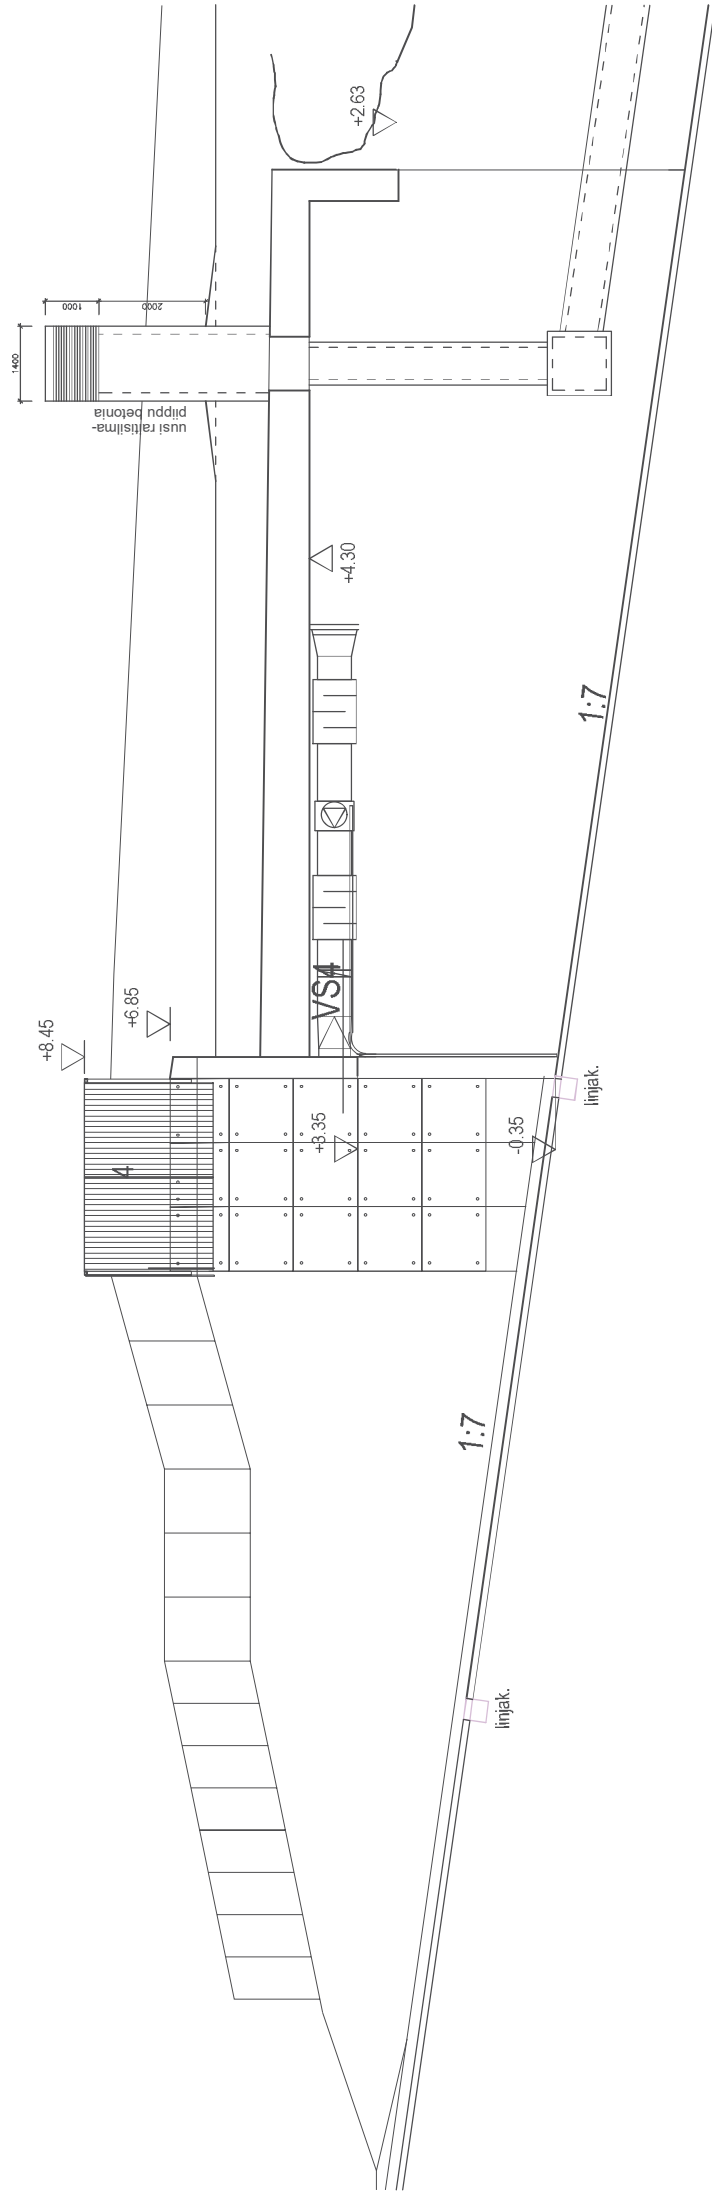 linjak.
1:7
+8.45
+6.85
4
+3.35
-0.35
linjak.
VS4
+4.30
1:7
1400
1000
2000
uusi raitisilma-
piippu betonia
+2.63